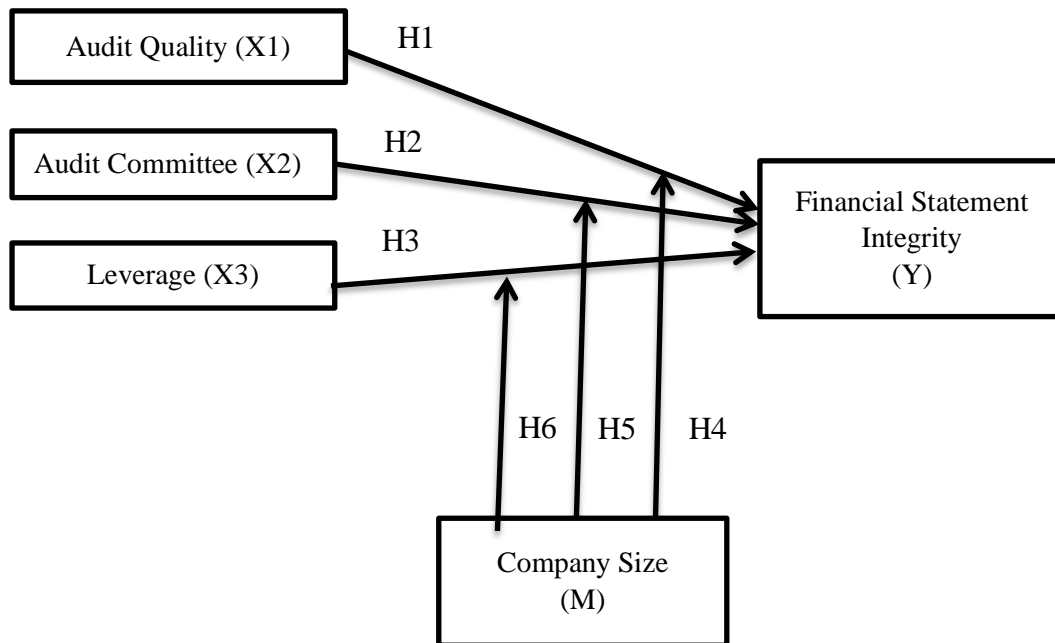 Audit Quality (X1)
H1
Audit Committee (X2)
H2
Leverage (X3)
H3
Financial Statement
Integrity
(Y)
H6
H5
H4
Company Size
(M)